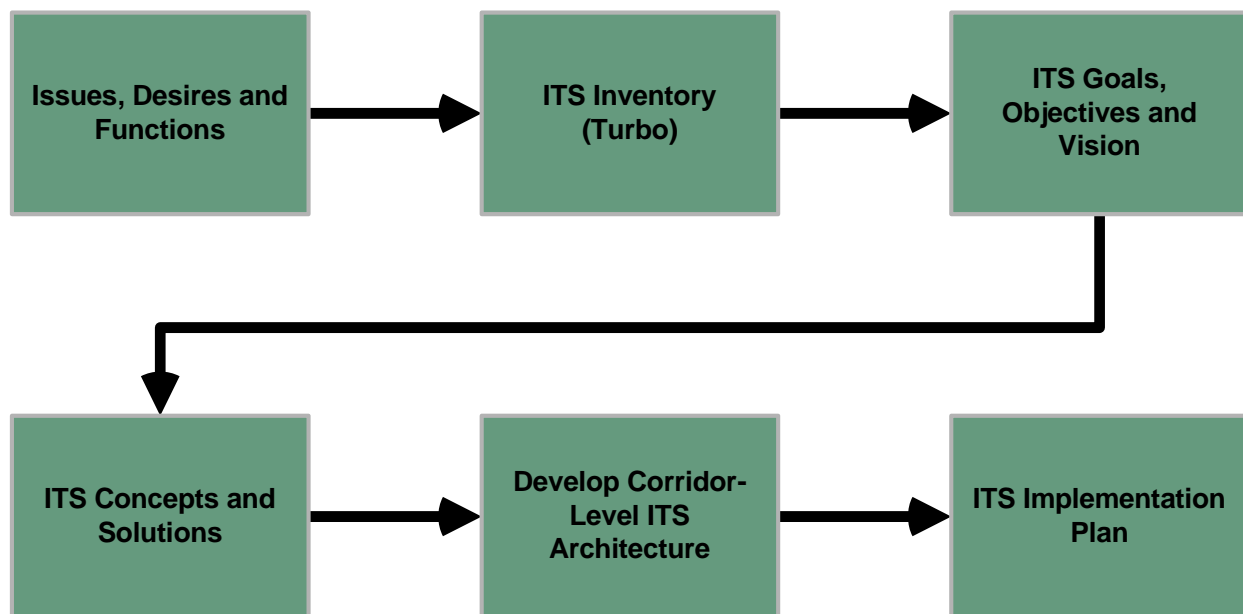 Issues, Desires and
Functions
ITS Inventory
(Turbo)
ITS Goals,
Objectives and
Vision
ITS Concepts and
Solutions
Develop Corridor-
Level ITS
Architecture
ITS Implementation
Plan